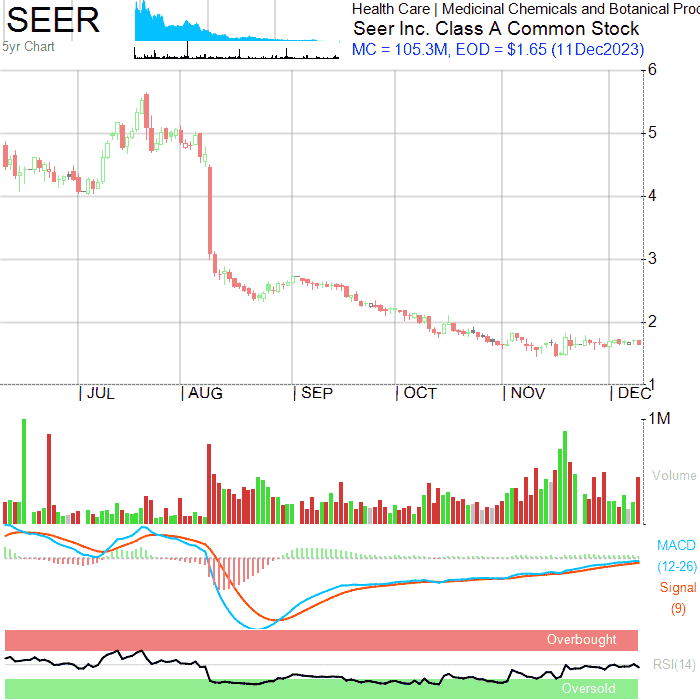 SEER
5yr Chart
Health Care | Medicinal Chemicals and Botanical Pro
Seer Inc. Class A Common Stock
MC = 105.3M, EOD = $1.65 (11Dec2023)
6
5
4
3
2
1
JUL
AUG
SEP
OCT
NOV
DEC
1M
Volume
MACD
(12-26)
Signal
(9)
Overbought
RSI(14)
Oversold